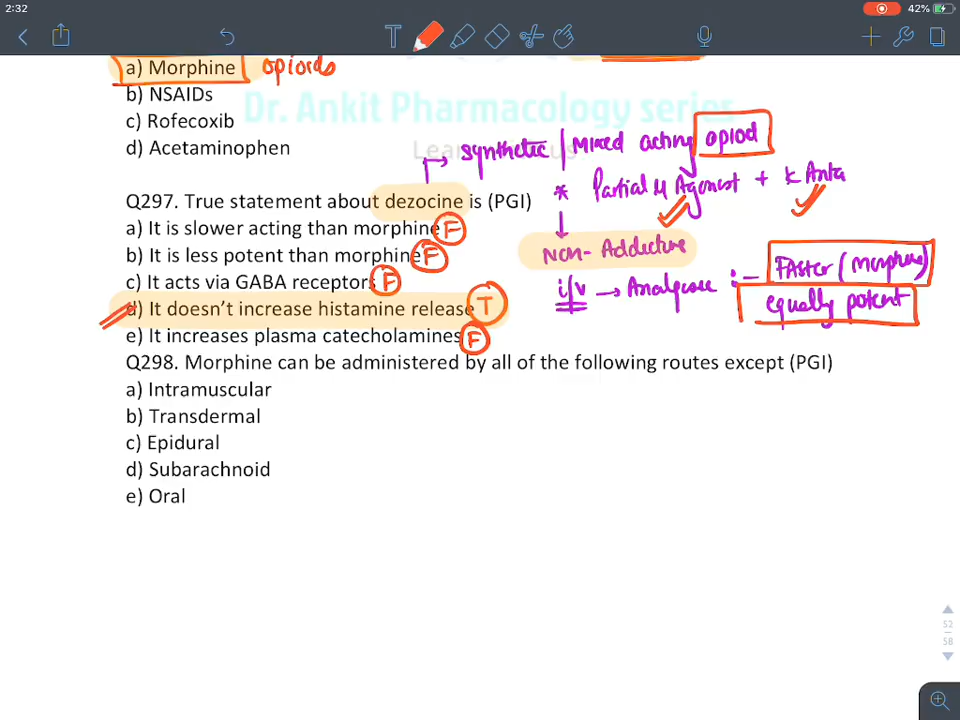 2:32
42%
T
a) Morphine opioids
b) NSAIDs
Dr. Ankit Pharmacology series
c) Rofecoxib
d) Acetaminophen
Synthetic | Mixed acting opiod
* Partial μ Agonist + k Anta
Q297. True statement about dezocine is (PGI)
a) It is slower acting than morphine F
Non-Addictive
b) It is less potent than morphine F
i/v → Analgesic :- Faster (morphine)
equally potent
c) It acts via GABA receptors F
d) It doesn't increase histamine release T
e) It increases plasma catecholamines F
Q298. Morphine can be administered by all of the following routes except (PGI)
a) Intramuscular
b) Transdermal
c) Epidural
d) Subarachnoid
e) Oral
52
58